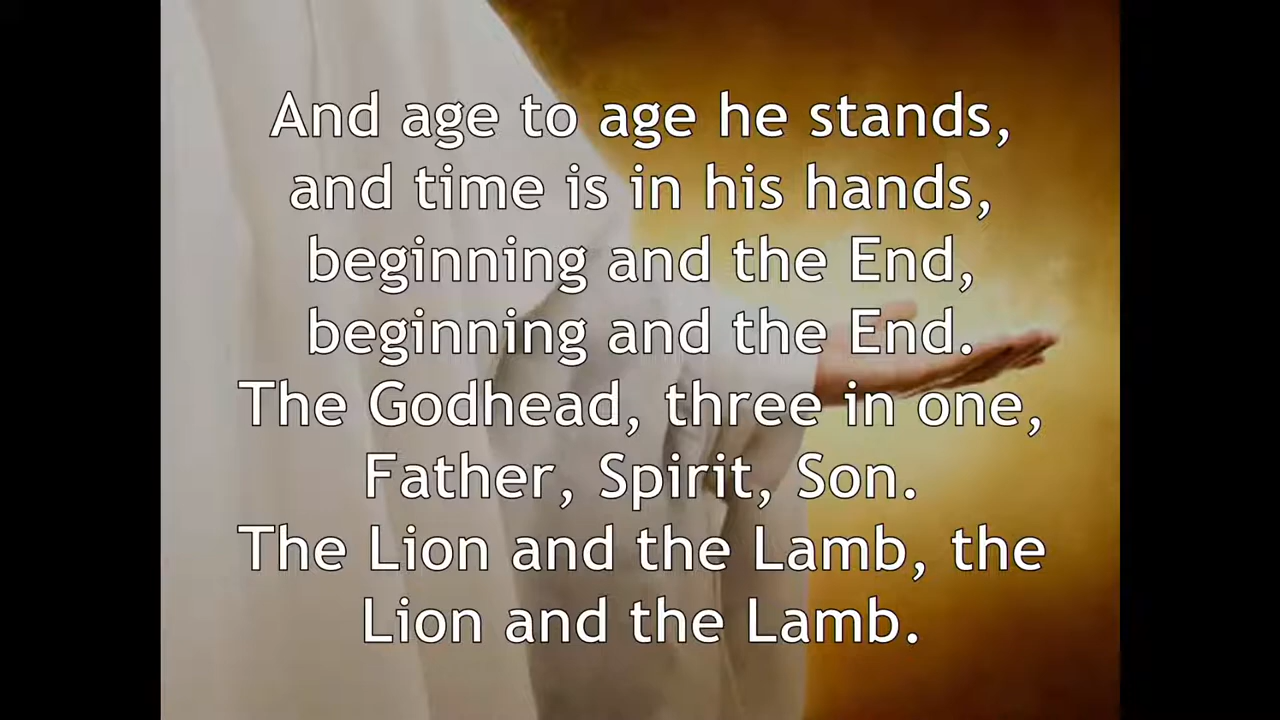 And age to age he stands,
and time is in his hands,
beginning and the End,
beginning and the End.
The Godhead, three in one,
Father, Spirit, Son.
The Lion and the Lamb, the
Lion and the Lamb.